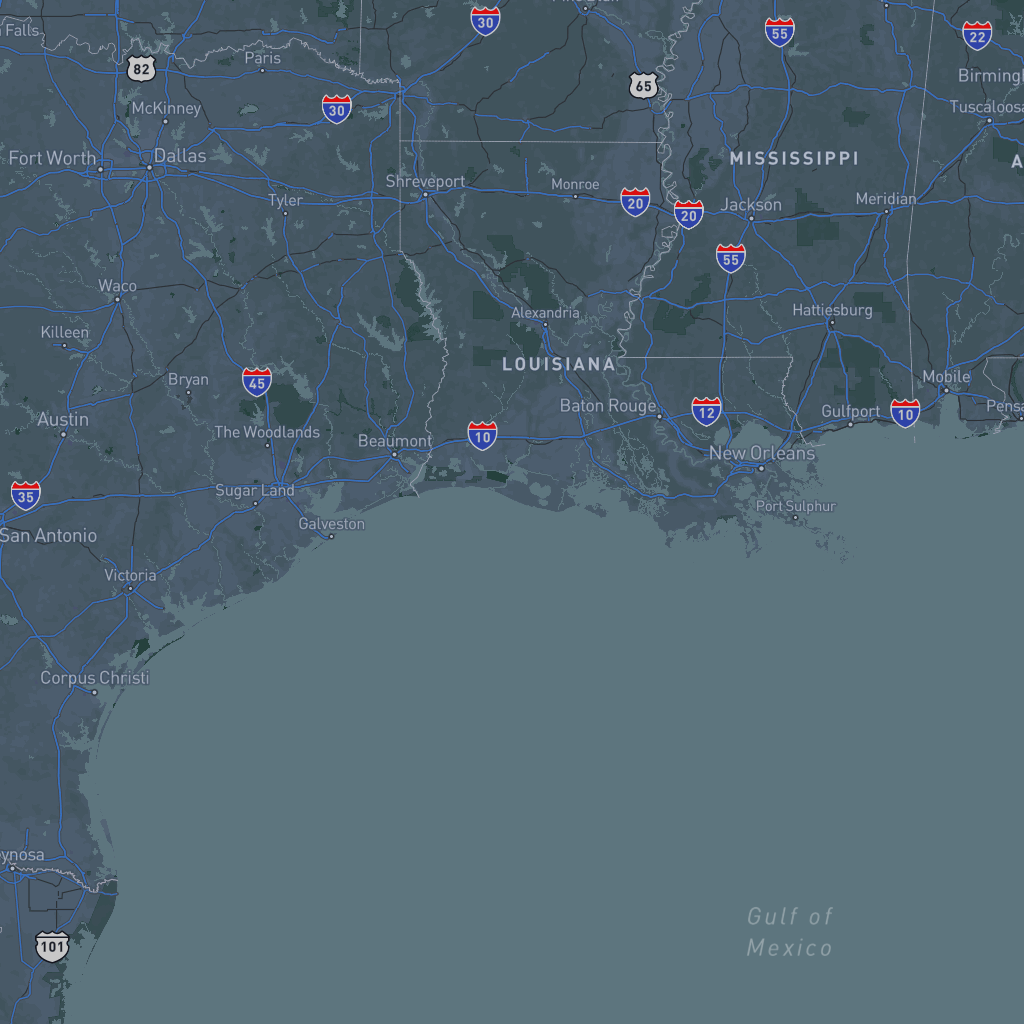 30
55
22
Falls
82
Paris
65
Birmingh
McKinney
30
Tuscaloosa
Fort Worth
Dallas
MISSISSIPPI
A
Shreveport
Monroe
Tyler
20
20
Jackson
Meridian
55
Waco
Alexandria
Hattiesburg
Killeen
LOUISIANA
Bryan
45
Mobile
Austin
Baton Rouge
12
Gulfport
10
Pensa
The Woodlands
Beaumont
10
New Orleans
35
Sugar Land
Port Sulphur
San Antonio
Galveston
Victoria
Corpus Christi
ynosa
Gulf of
Mexico
101